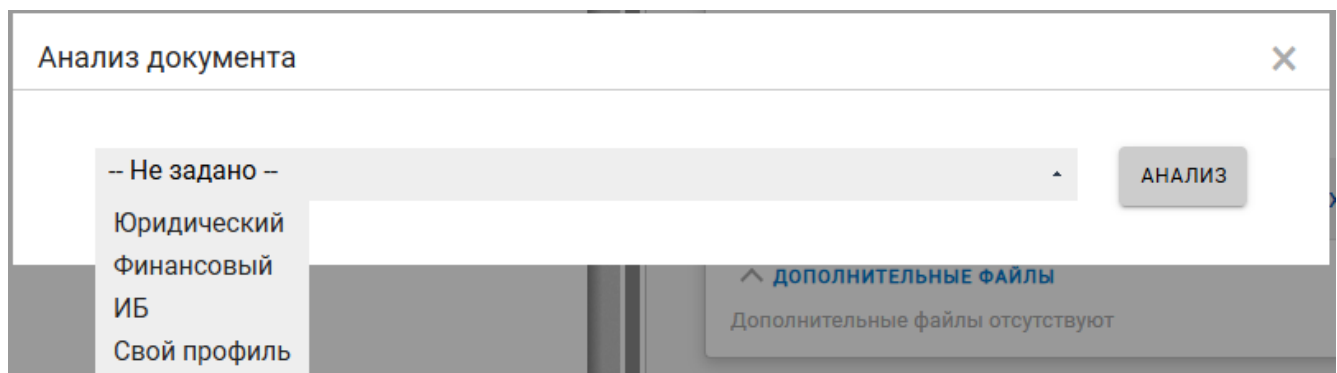 Анализ документа
×
-- Не задано --
АНАЛИЗ
Юридический
Финансовый
ИБ
Свой профиль
ДОПОЛНИТЕЛЬНЫЕ ФАЙЛЫ
Дополнительные файлы отсутствуют